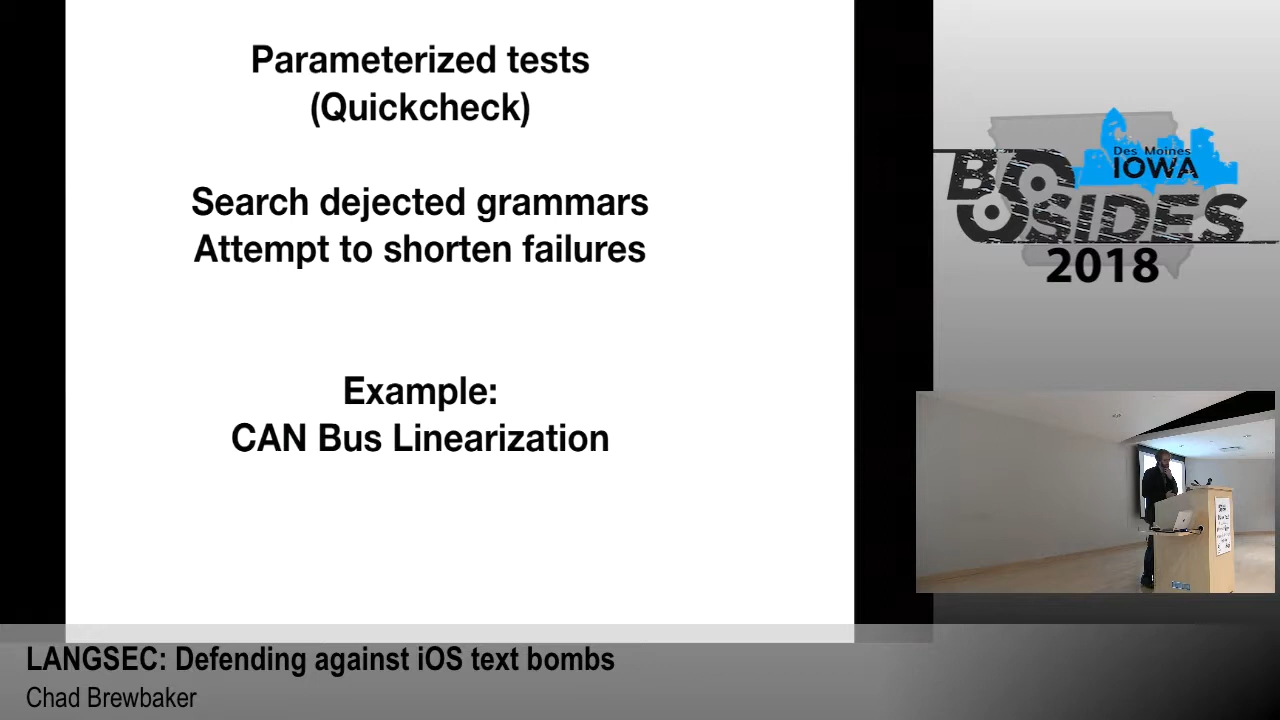 Parameterized tests
(Quickcheck)
Search dejected grammars
Attempt to shorten failures
Example:
CAN Bus Linearization
Des Moines
IOWA
BSIDES
2018
LANGSEC: Defending against iOS text bombs
Chad Brewbaker